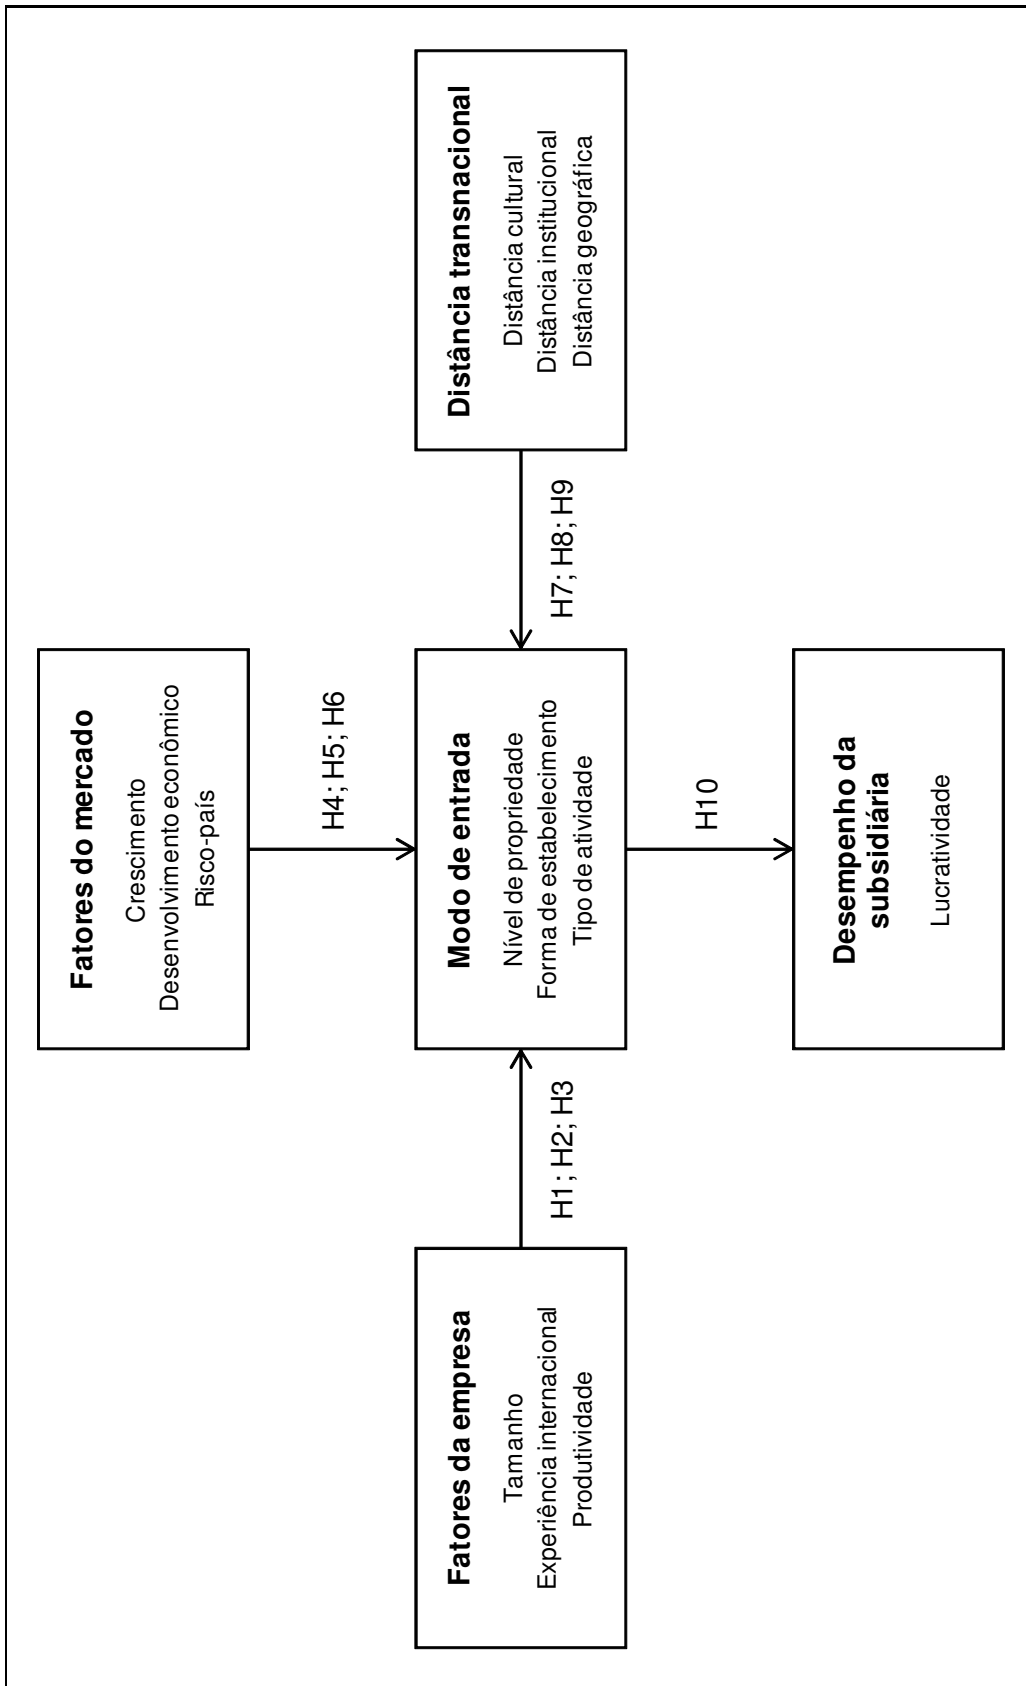 Fatores do mercado
Crescimento
Desenvolvimento econômico
Risco-país
H4; H5; H6
Fatores da empresa
Tamanho
Experiência internacional
Produtividade
H1; H2; H3
Modo de entrada
Nível de propriedade
Forma de estabelecimento
Tipo de atividade
H7; H8; H9
Distância transnacional
Distância cultural
Distância institucional
Distância geográfica
H10
Desempenho da
subsidiária
Lucratividade